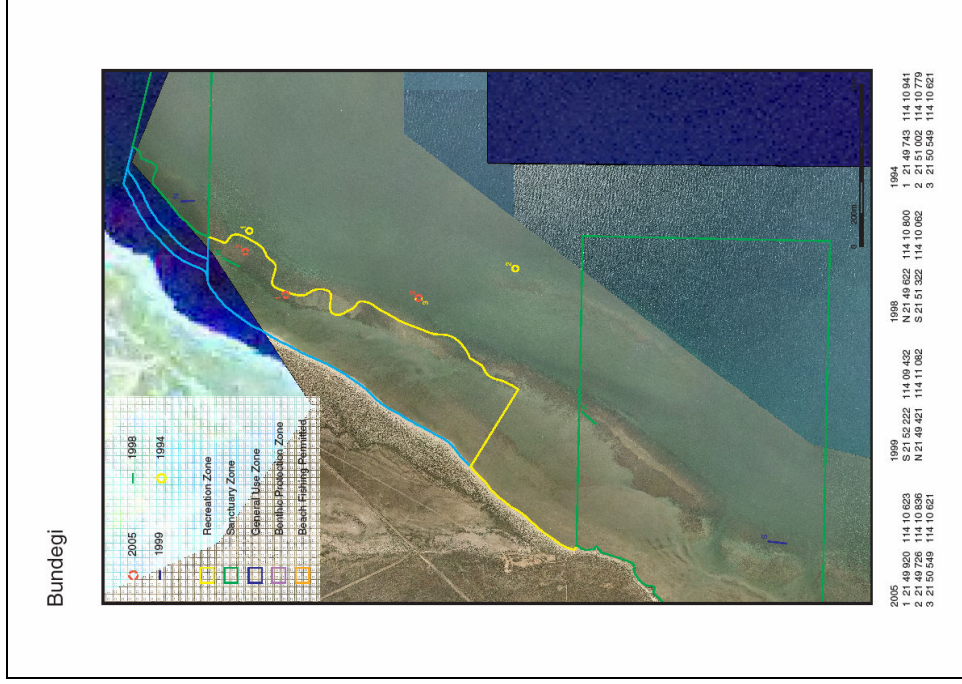 Bundegi
2005
1998
1999
1994
Recreation Zone
Sanctuary Zone
General Use Zone
Benthic Protection Zone
Beach Fishing Permitted
0 200m
2005
1 21 49 920 114 10 623
2 21 49 726 114 10 836
3 21 50 549 114 10 621
1999
S 21 522 222 114 09 432
N 21 49 421 114 11 082
1998
N 21 49 622 114 10 800
S 21 51 322 114 10 062
1994
1 21 49 743 114 10 941
2 21 51 002 114 10 779
3 21 50 549 114 10 621